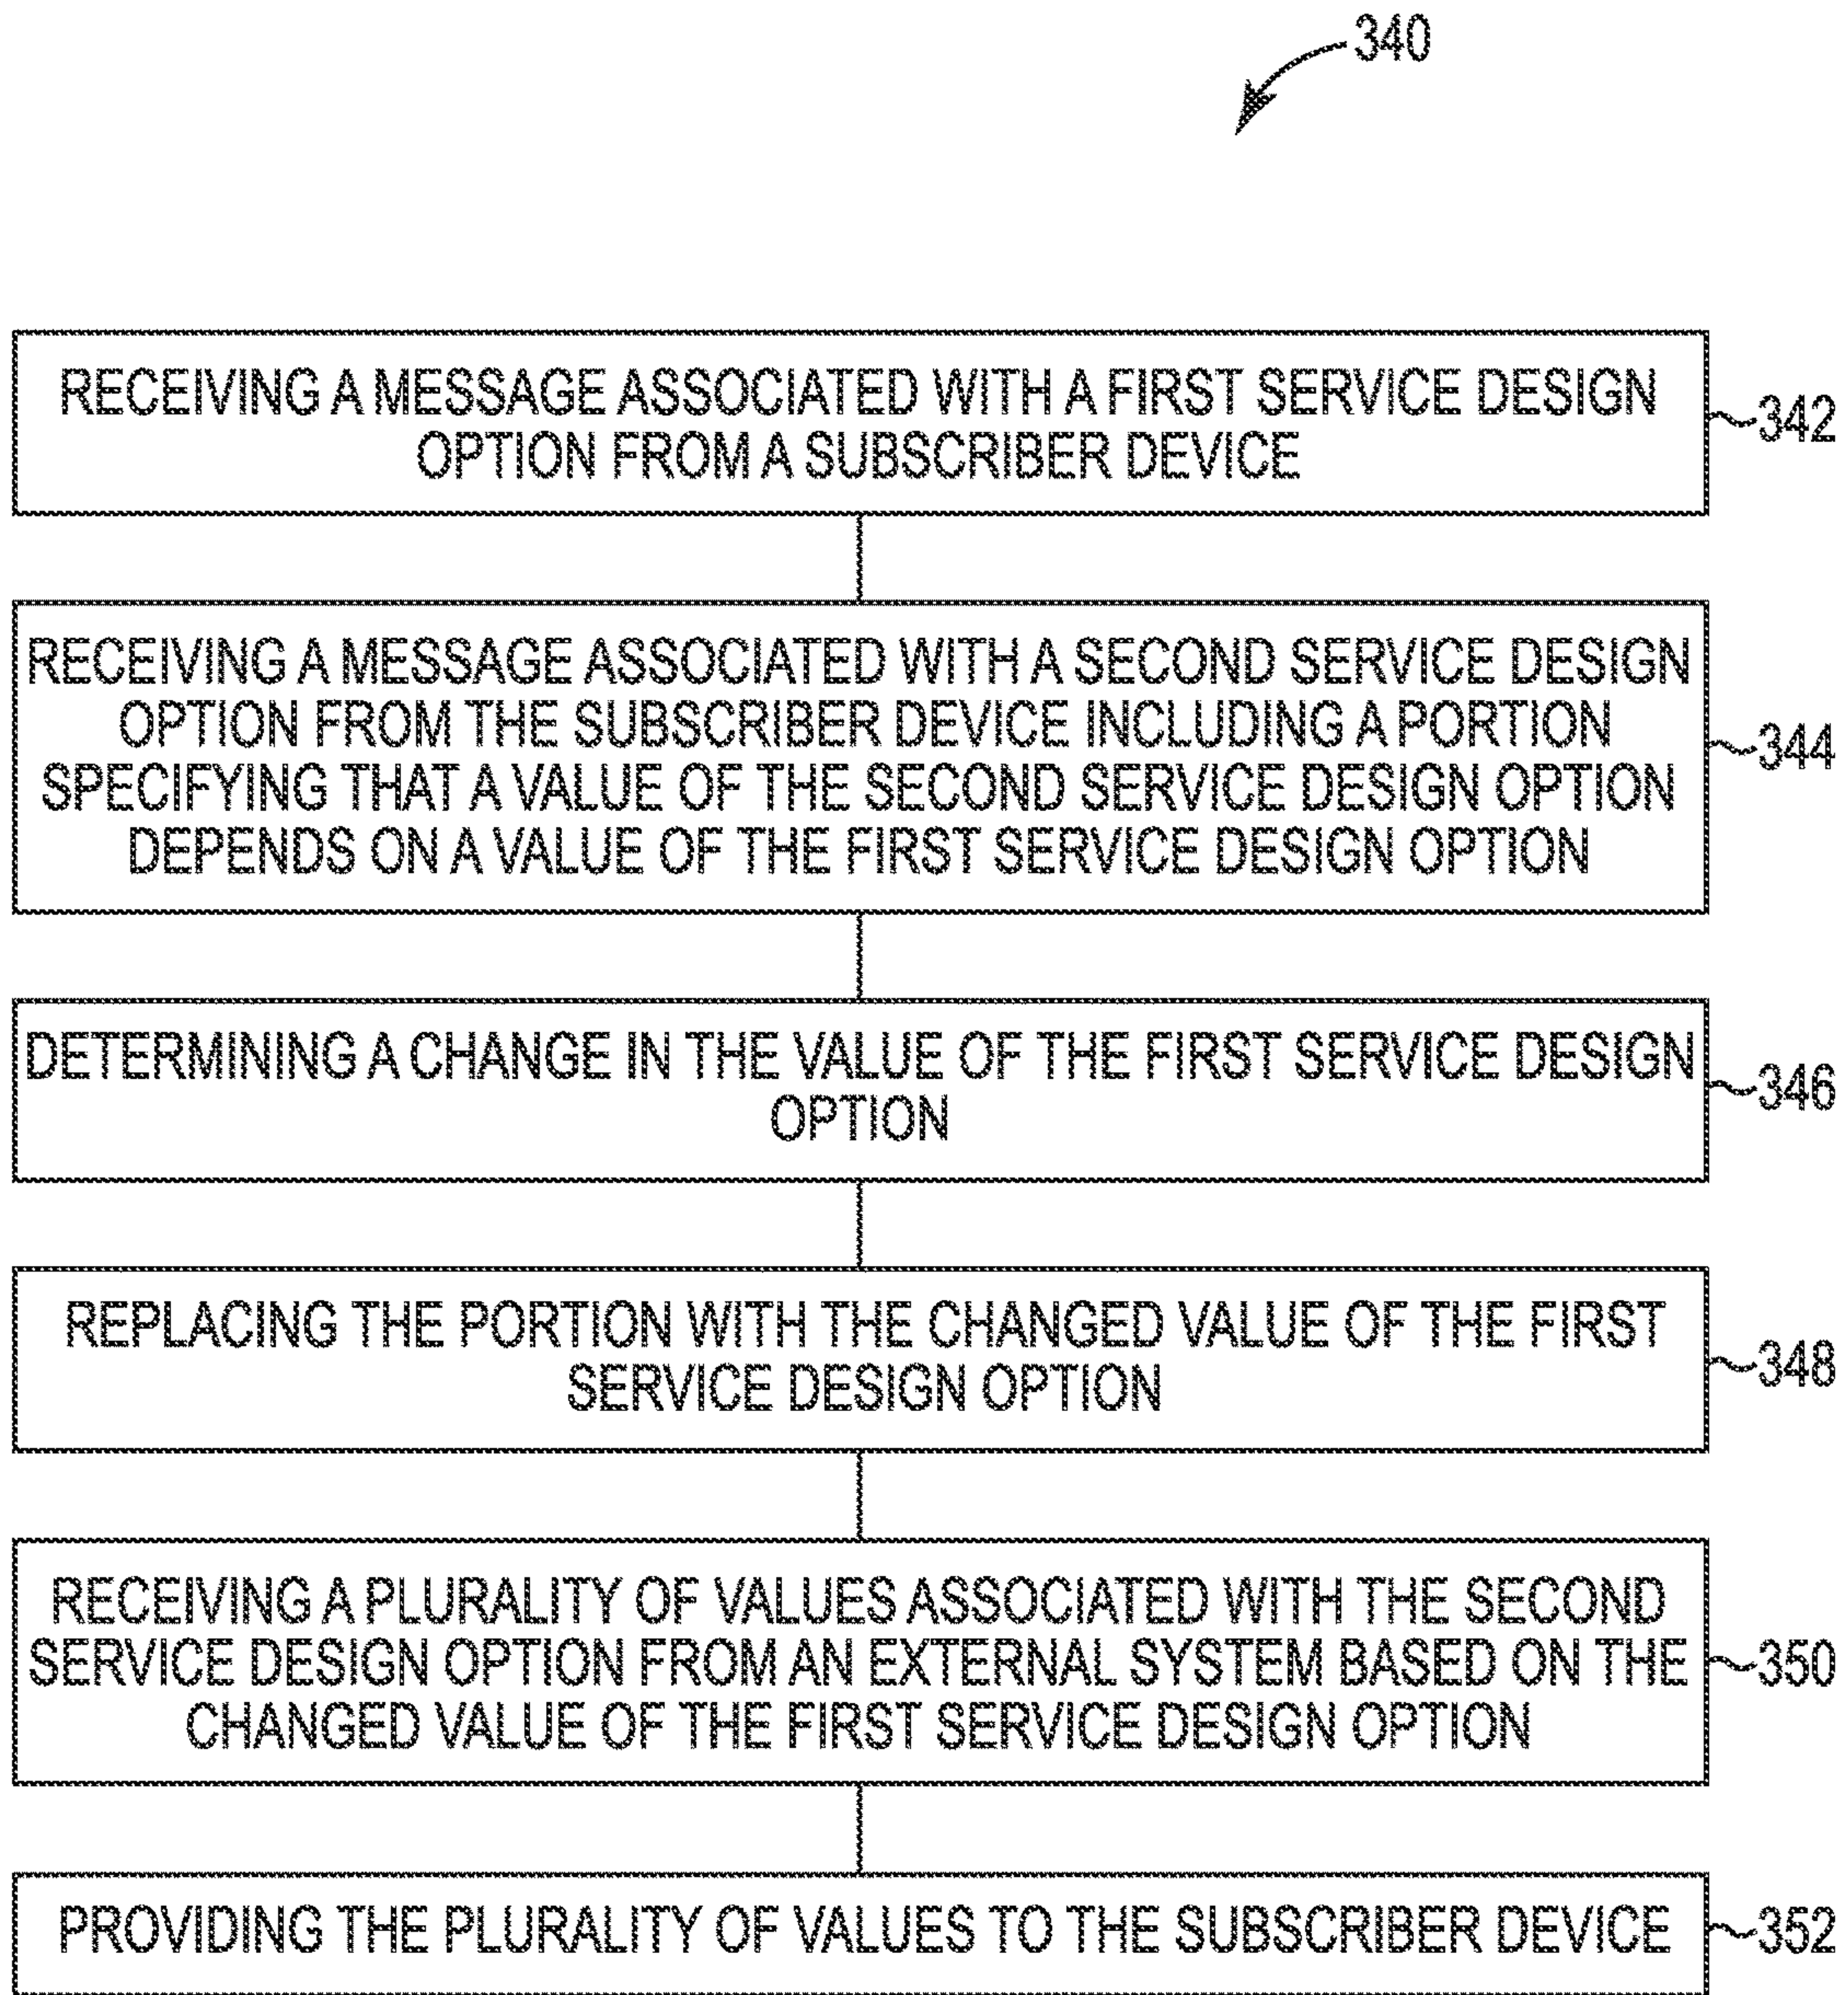 340
RECEIVING A MESSAGE ASSOCIATED WITH A FIRST SERVICE DESIGN
OPTION FROM A SUBSCRIBER DEVICE
342
RECEIVING A MESSAGE ASSOCIATED WITH A SECOND SERVICE DESIGN
OPTION FROM THE SUBSCRIBER DEVICE INCLUDING A PORTION
SPECIFYING THAT A VALUE OF THE SECOND SERVICE DESIGN OPTION
DEPENDS ON A VALUE OF THE FIRST SERVICE DESIGN OPTION
344
DETERMINING A CHANGE IN THE VALUE OF THE FIRST SERVICE DESIGN
OPTION
346
REPLACING THE PORTION WITH THE CHANGED VALUE OF THE FIRST
SERVICE DESIGN OPTION
348
RECEIVING A PLURALITY OF VALUES ASSOCIATED WITH THE SECOND
SERVICE DESIGN OPTION FROM AN EXTERNAL SYSTEM BASED ON THE
CHANGED VALUE OF THE FIRST SERVICE DESIGN OPTION
350
PROVIDING THE PLURALITY OF VALUES TO THE SUBSCRIBER DEVICE
352